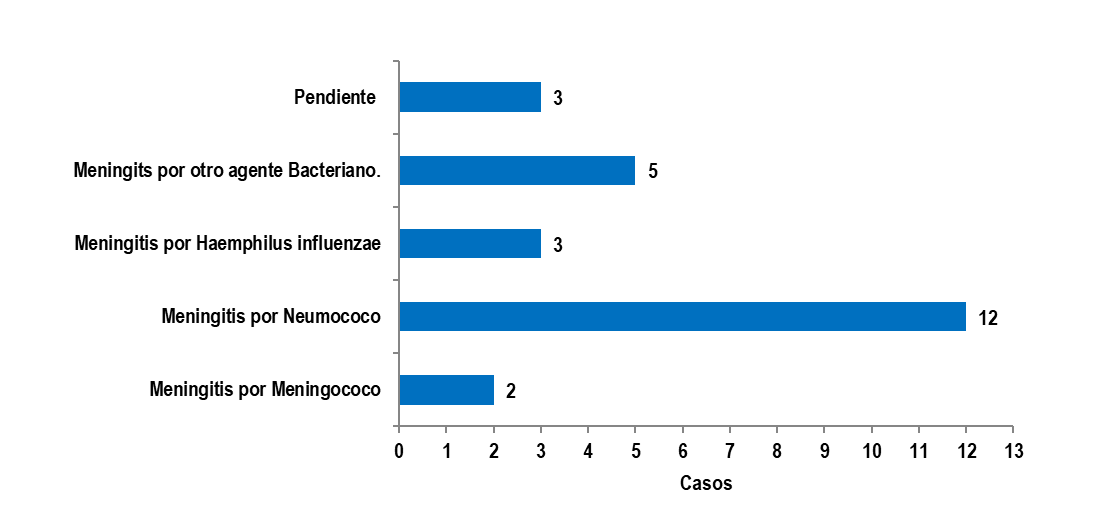 Pendiente
3
Meningits por otro agente Bacteriano.
5
Meningitis por Haemphilus influenzae
3
Meningitis por Neumococo
12
Meningitis por Meningococo
2
0 1 2 3 4 5 6 7 8 9 10 11 12 13
Casos